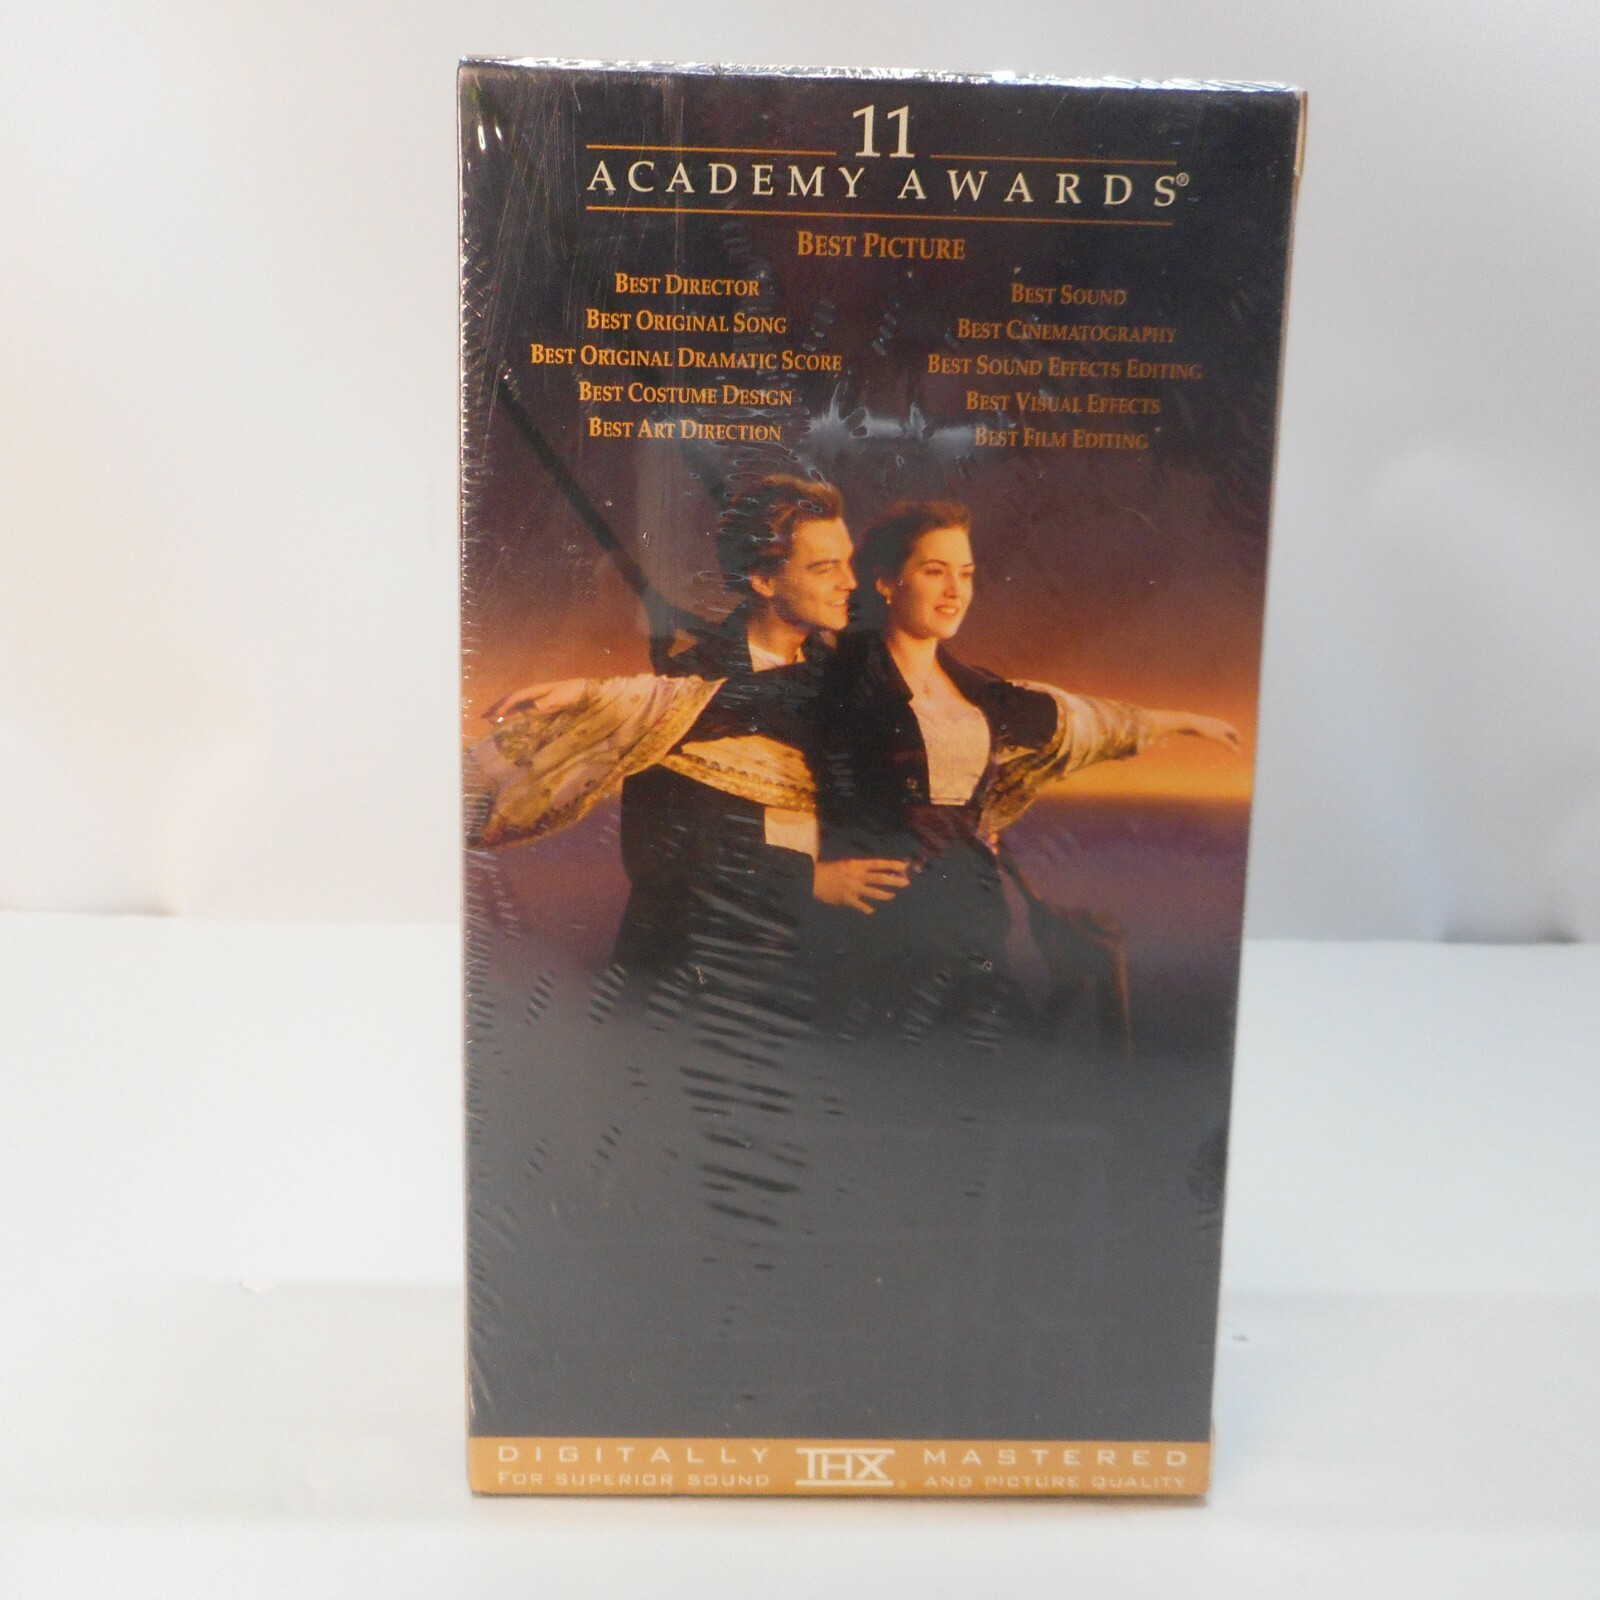 11
ACADEMY AWARDS®
BEST PICTURE
BEST DIRECTOR
BEST ORIGINAL SONG
BEST ORIGINAL DRAMATIC SCORE
BEST COSTUME DESIGN
BEST ART DIRECTION
BEST SOUND
BEST CINEMATOGRAPHY
BEST SOUND EFFECTS EDITING
BEST VISUAL EFFECTS
BEST FILM EDITING
DIGITALLY THX® MASTERED
FOR SUPERIOR SOUND AND PICTURE QUALITY